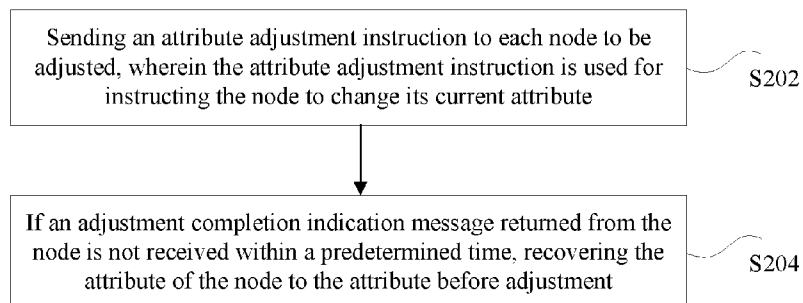 Sending an attribute adjustment instruction to each node to be
adjusted, wherein the attribute adjustment instruction is used for
instructing the node to change its current attribute
S202
If an adjustment completion indication message returned from the
node is not received within a predetermined time, recovering the
attribute of the node to the attribute before adjustment
S204